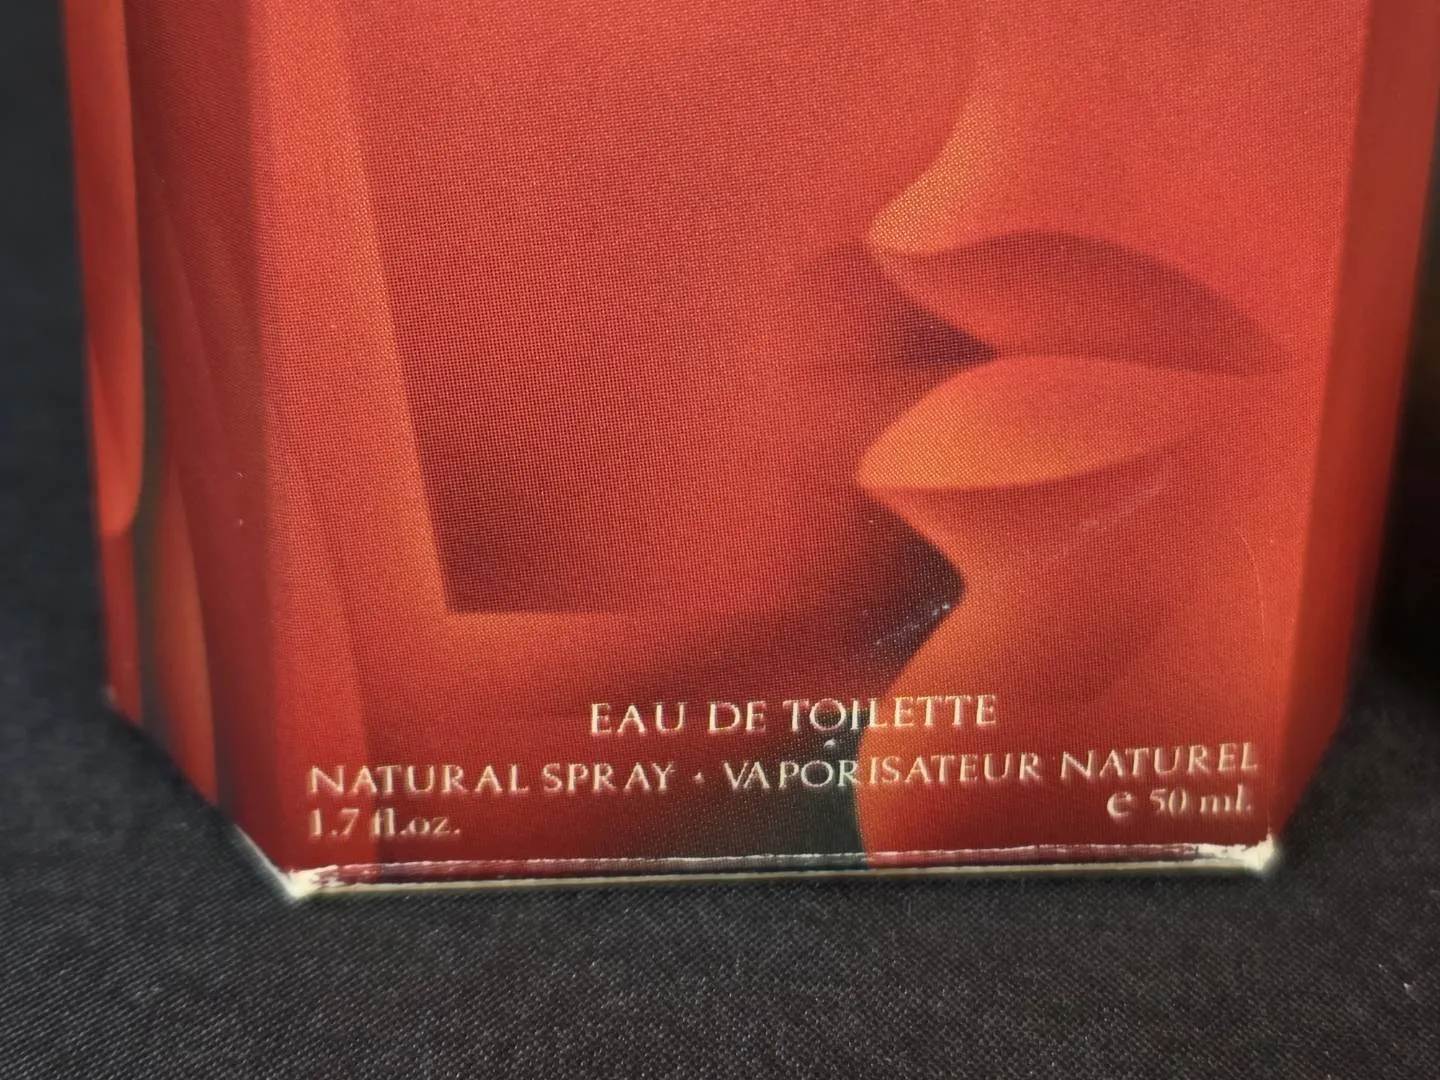 EAU DE TOILETTE
NATURAL SPRAY · VAPORISATEUR NATUREL
1.7 fl.oz.
e 50 ml.